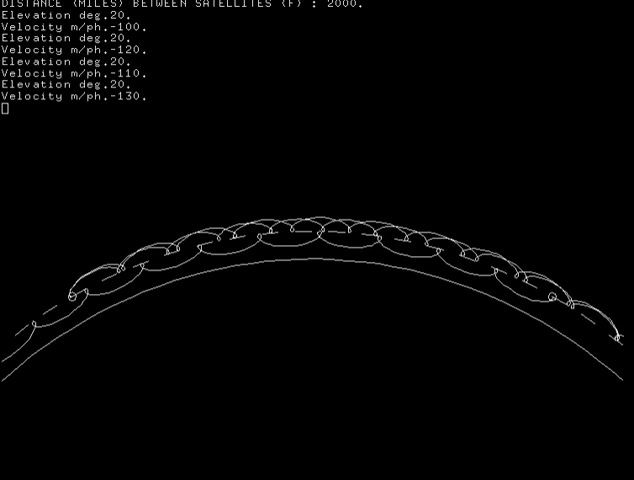 DISTANCE (MILES) BETWEEN SATELLITES (F) : 2000.
Elevation deg.20.
Velocity m/ph.-100.
Elevation deg.20.
Velocity m/ph.-120.
Elevation deg.20.
Velocity m/ph.-110.
Elevation deg.20.
Velocity m/ph.-130.